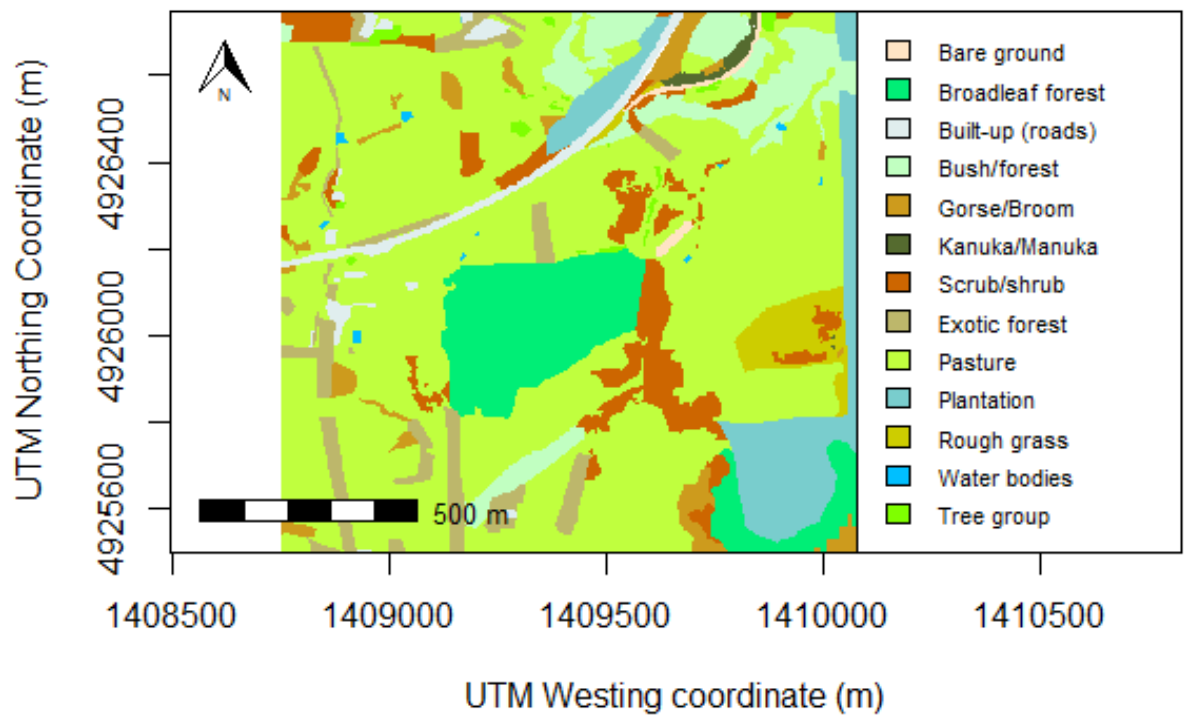 UTM Northing Coordinate (m)
4926400
4926000
4925600
N
500 m
Bare ground
Broadleaf forest
Built-up (roads)
Bush/forest
Gorse/Broom
Kanuka/Manuka
Scrub/shrub
Exotic forest
Pasture
Plantation
Rough grass
Water bodies
Tree group
1408500 1409000 1409500 1410000 1410500
UTM Westing coordinate (m)